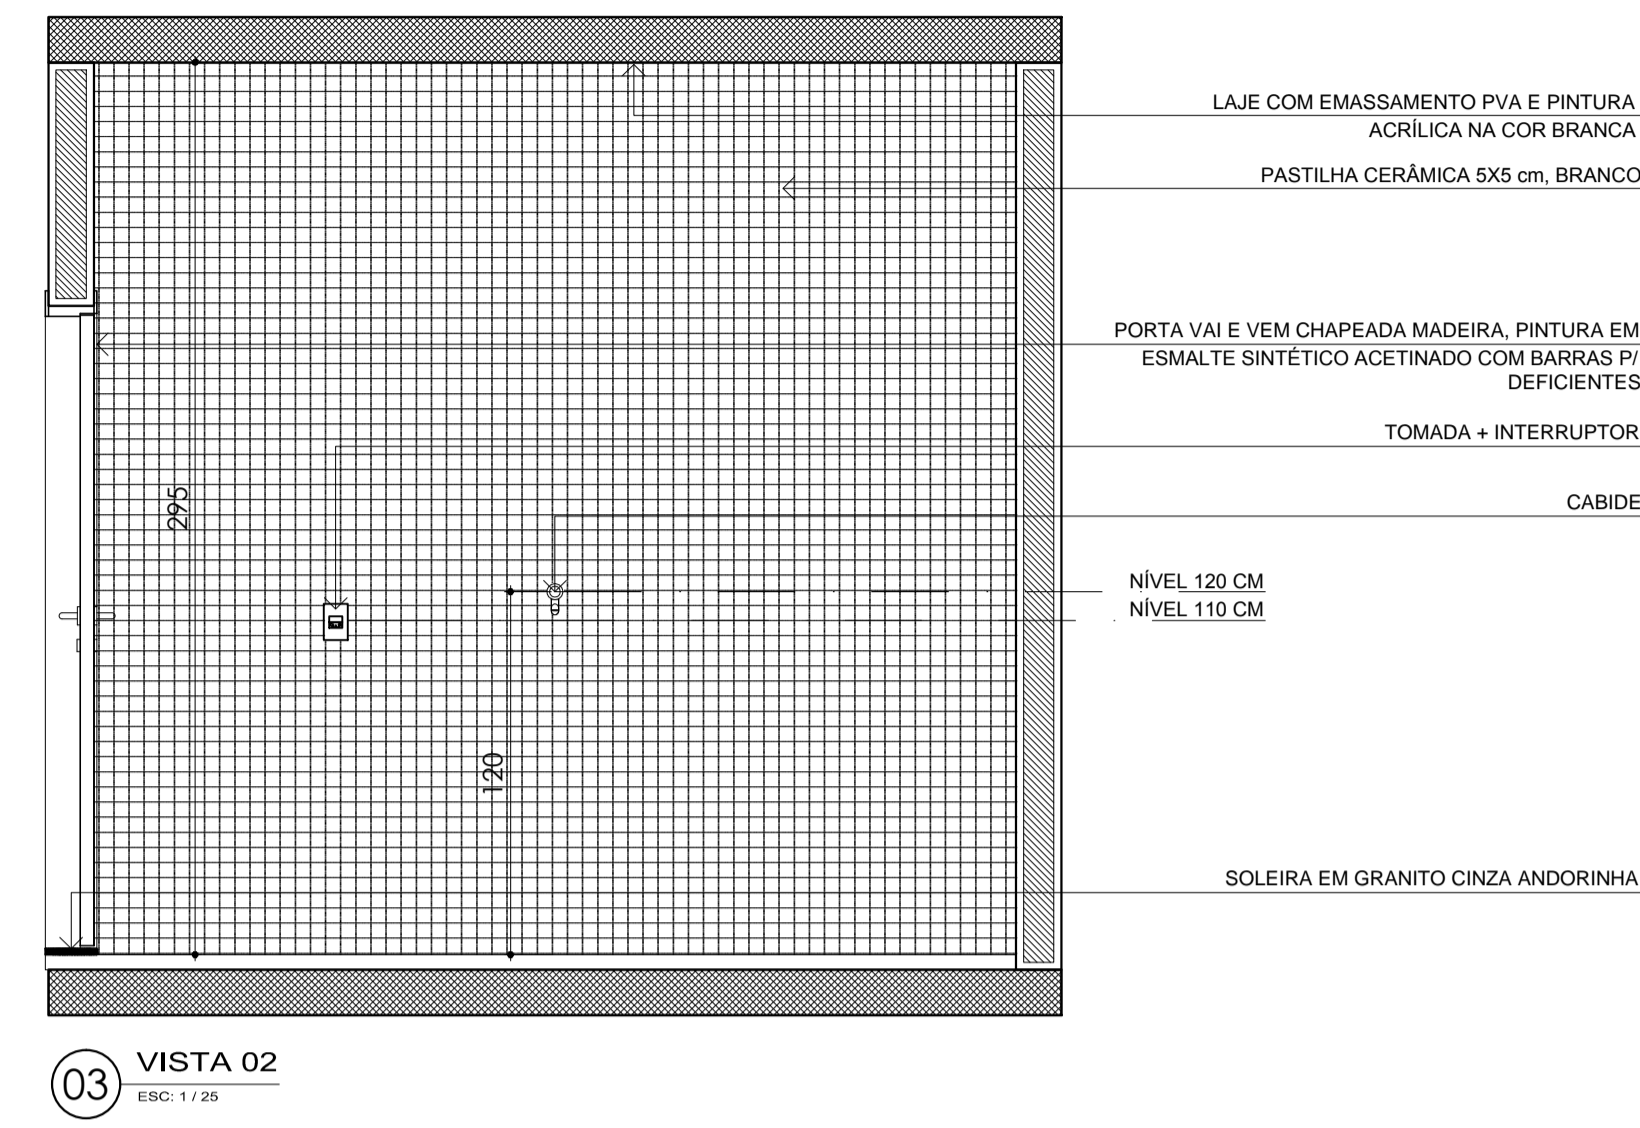 LAJE COM EMASSAMENTO PVA E PINTURA
ACRÍLICA NA COR BRANCA
PASTILHA CERÂMICA 5X5 cm, BRANCO
PORTA VAI E VEM CHAPEADA MADEIRA, PINTURA EM
ESMALTE SINTÉTICO ACETINADO COM BARRAS P/
DEFICIENTES
TOMADA + INTERRUPTOR
295
CABIDE
NÍVEL 120 CM
NÍVEL 110 CM
120
SOLEIRA EM GRANITO CINZA ANDORINHA
03
VISTA 02
ESC: 1 / 25